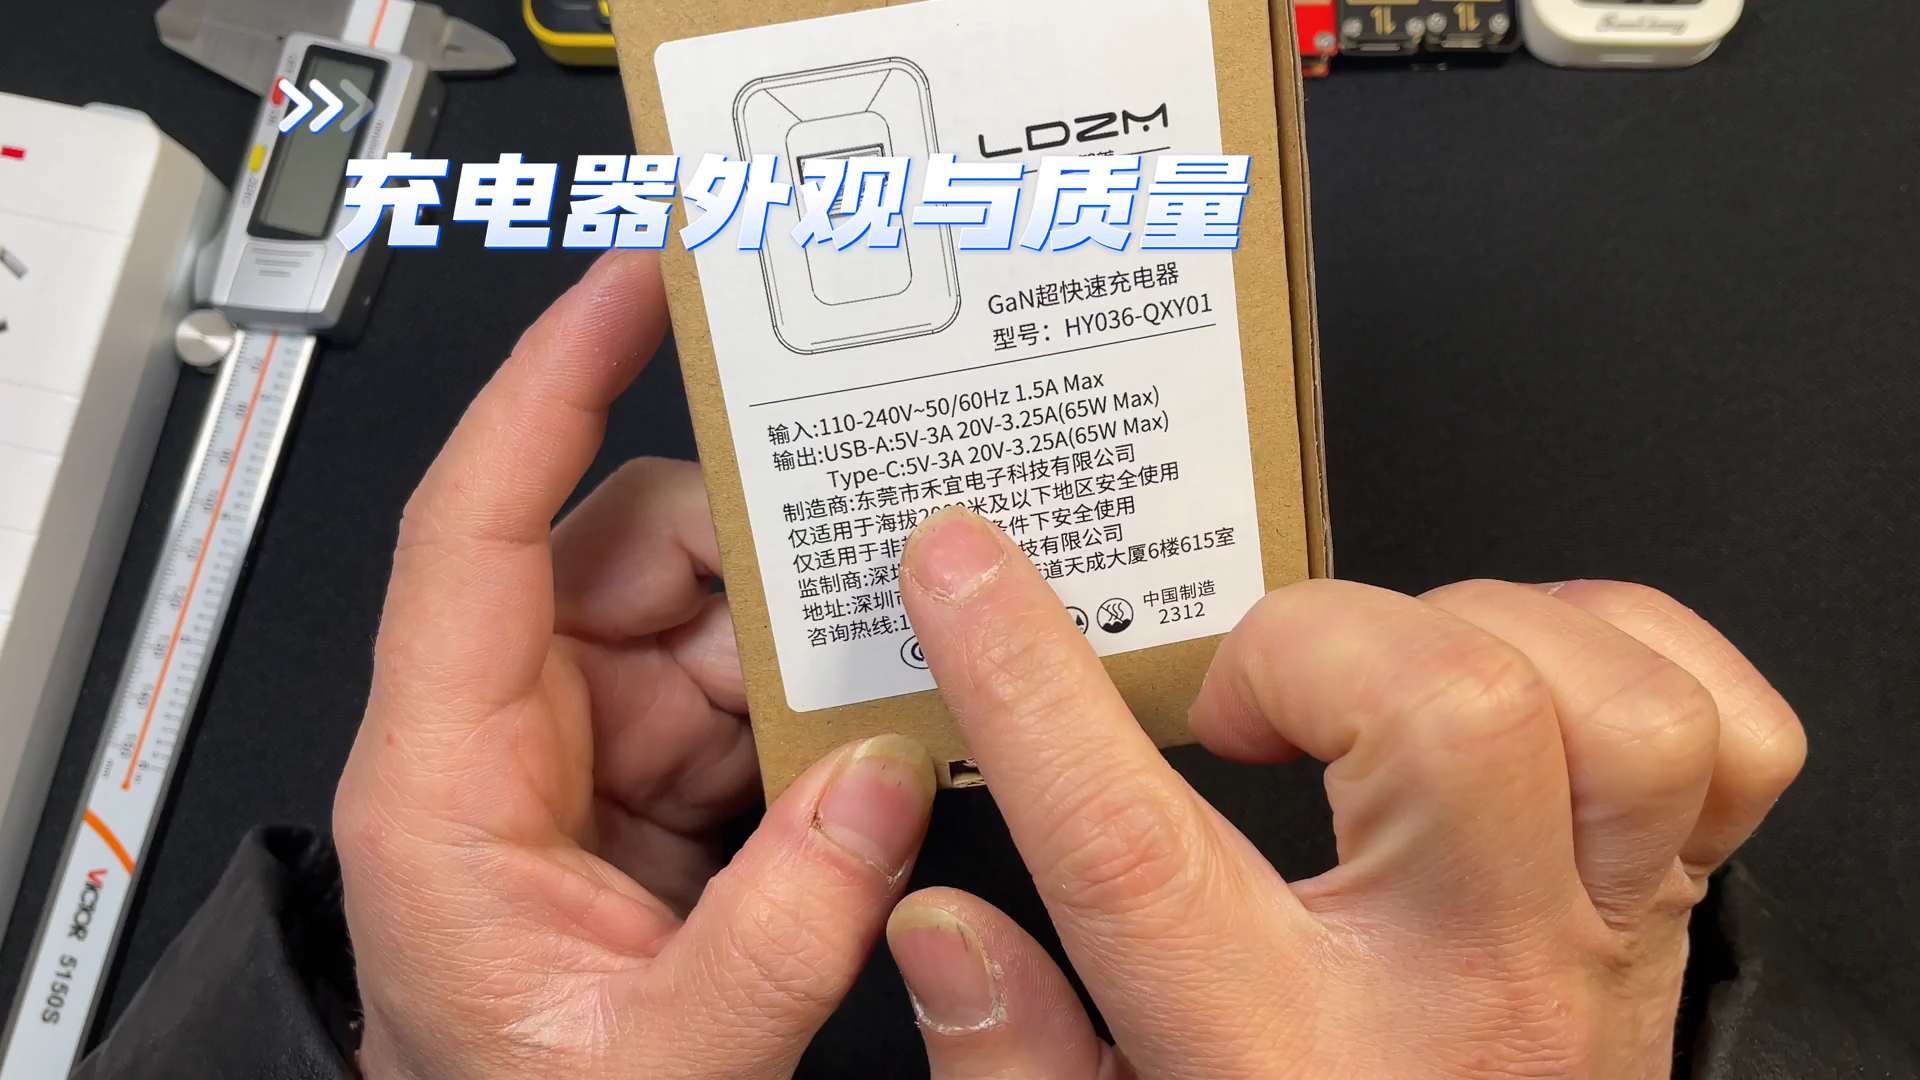 充电器外观与质量
LDZM
GaN超快速充电器
型号：HY036-QXY01
输入:110-240V~50/60Hz 1.5A Max
输出:USB-A:5V-3A 20V-3.25A(65W Max)
Type-C:5V-3A 20V-3.25A(65W Max)
制造商:东莞市禾宜电子科技有限公司
仅适用于海拔2000米及以下地区安全使用
仅适用于非 条件下安全使用
监制商:深 技有限公司
地址:深圳 道天成大厦6楼615室
咨询热线:1
中国制造
2312
VICTOR 5150S